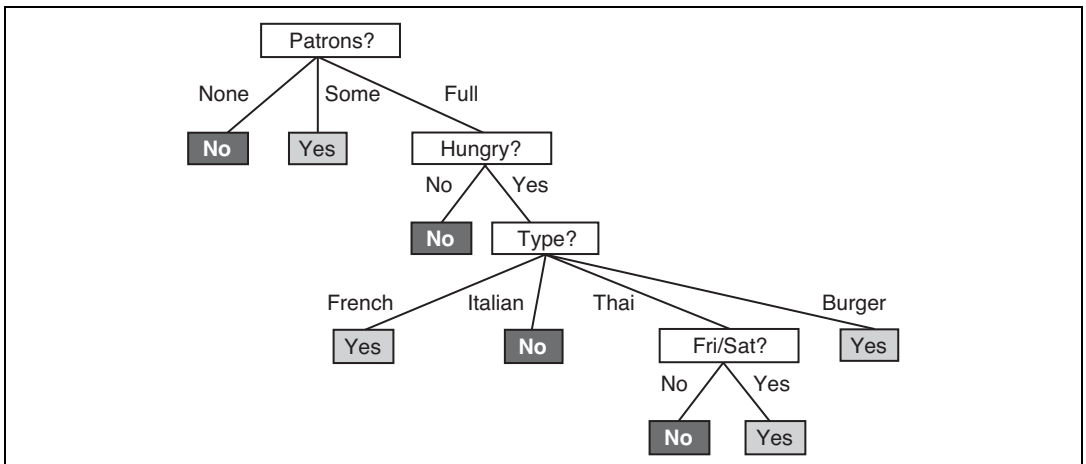 Patrons?
None Some Full
No Yes Hungry?
No Yes
No Type?
French Italian Thai Burger
Yes No Fri/Sat? Yes
No Yes
No Yes